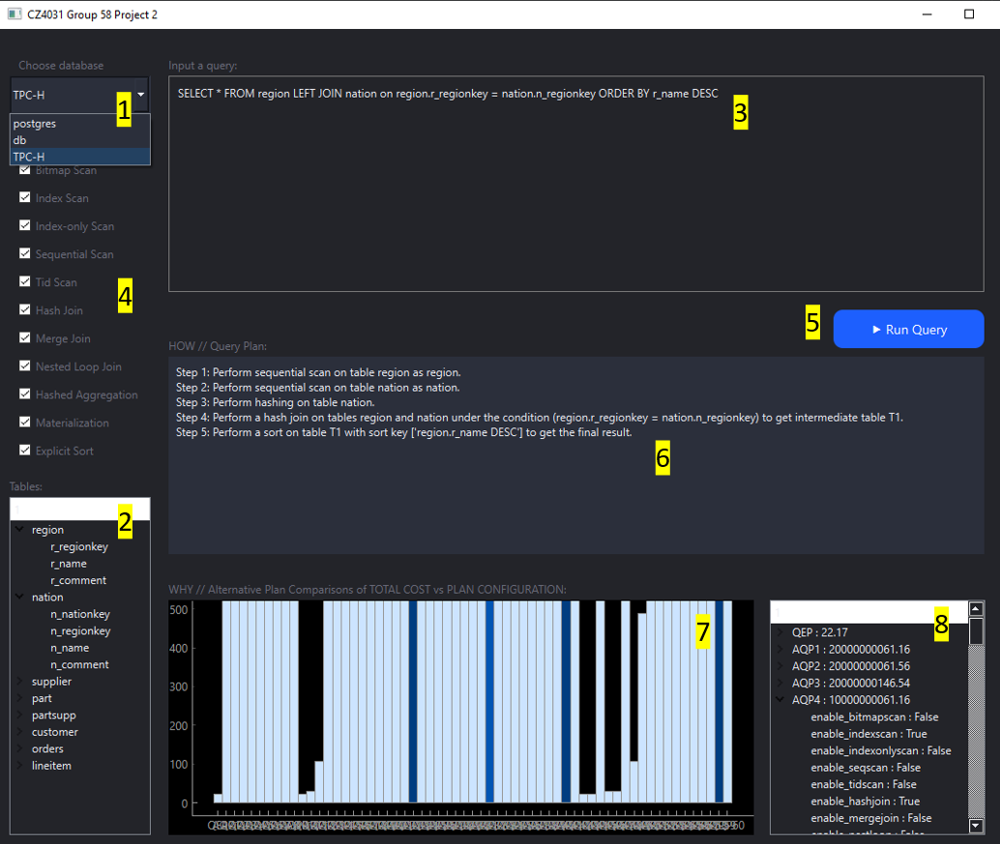 CZ4031 Group 58 Project 2
Choose database
TPC-H
1
postgres
db
TPC-H
Bitmap Scan
Index Scan
Index-only Scan
Sequential Scan
Tid Scan
4
Hash Join
Merge Join
Nested Loop Join
Hashed Aggregation
Materialization
Explicit Sort
Tables:
1
2
region
r_regionkey
r_name
r_comment
nation
n_nationkey
n_regionkey
n_name
n_comment
supplier
part
partsupp
customer
orders
lineitem
Input a query:
SELECT * FROM region LEFT JOIN nation on region.r_regionkey = nation.n_regionkey ORDER BY r_name DESC
3
5
Run Query
HOW // Query Plan:
Step 1: Perform sequential scan on table region as region.
Step 2: Perform sequential scan on table nation as nation.
Step 3: Perform hashing on table nation.
Step 4: Perform a hash join on tables region and nation under the condition (region.r_regionkey = nation.n_regionkey) to get intermediate table T1.
Step 5: Perform a sort on table T1 with sort key ['region.r_name DESC'] to get the final result.
6
WHY // Alternative Plan Comparisons of TOTAL COST vs PLAN CONFIGURATION:
500
400
300
200
100
0
7
1
8
QEP : 22.17
AQP1 : 20000000061.16
AQP2 : 20000000061.56
AQP3 : 20000000146.54
AQP4 : 10000000061.16
enable_bitmapscan : False
enable_indexscan : True
enable_indexonlyscan : False
enable_seqscan : False
enable_tidscan : False
enable_hashjoin : True
enable_mergejoin : False